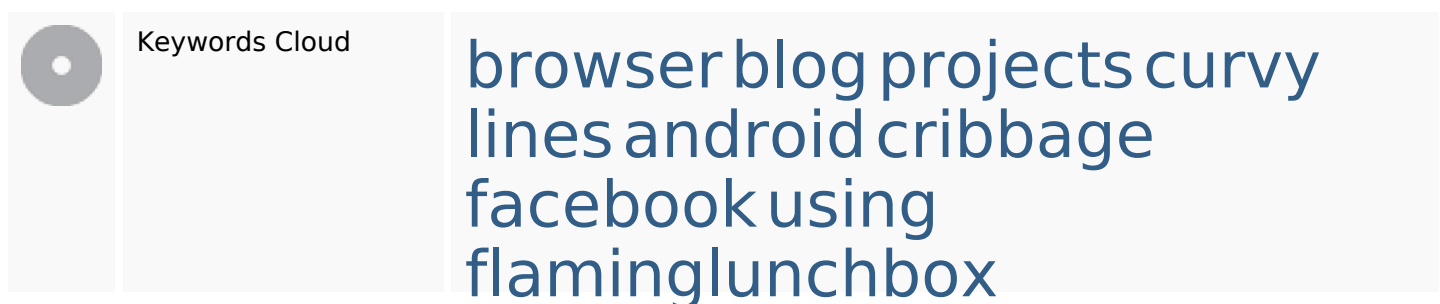 Keywords Cloud
browser blog projects curvy
lines android cribbage
facebook using
flaminglunchbox